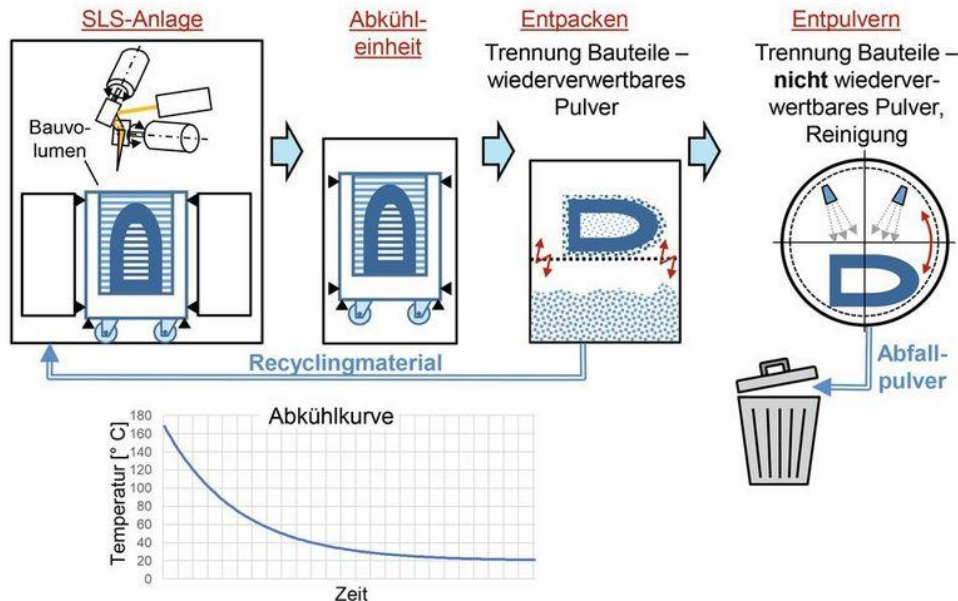 SLS-Anlage
Bauvo-
lumen
Abkühl-
einheit
Entpacken
Trennung Bauteile –
wiederverwertbares
Pulver
Entpulvern
Trennung Bauteile –
nicht wiederver-
wertbares Pulver,
Reinigung
Recyclingmaterial
Abfall-
pulver
Abkühlkurve
Temperatur [° C]
180
160
140
120
100
80
60
40
20
0
Zeit